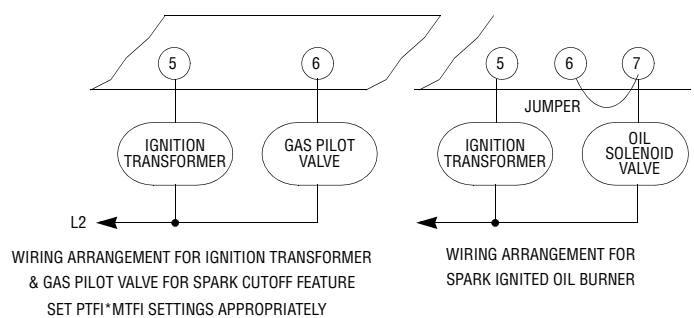 5 6 5 6 7
JUMPER
IGNITION
TRANSFORMER
GAS PILOT
VALVE
IGNITION
TRANSFORMER
OIL
SOLENOID
VALVE
L2
WIRING ARRANGEMENT FOR IGNITION TRANSFORMER
& GAS PILOT VALVE FOR SPARK CUTOFF FEATURE
SET PTFI*MTFI SETTINGS APPROPRIATELY
WIRING ARRANGEMENT FOR
SPARK IGNITED OIL BURNER